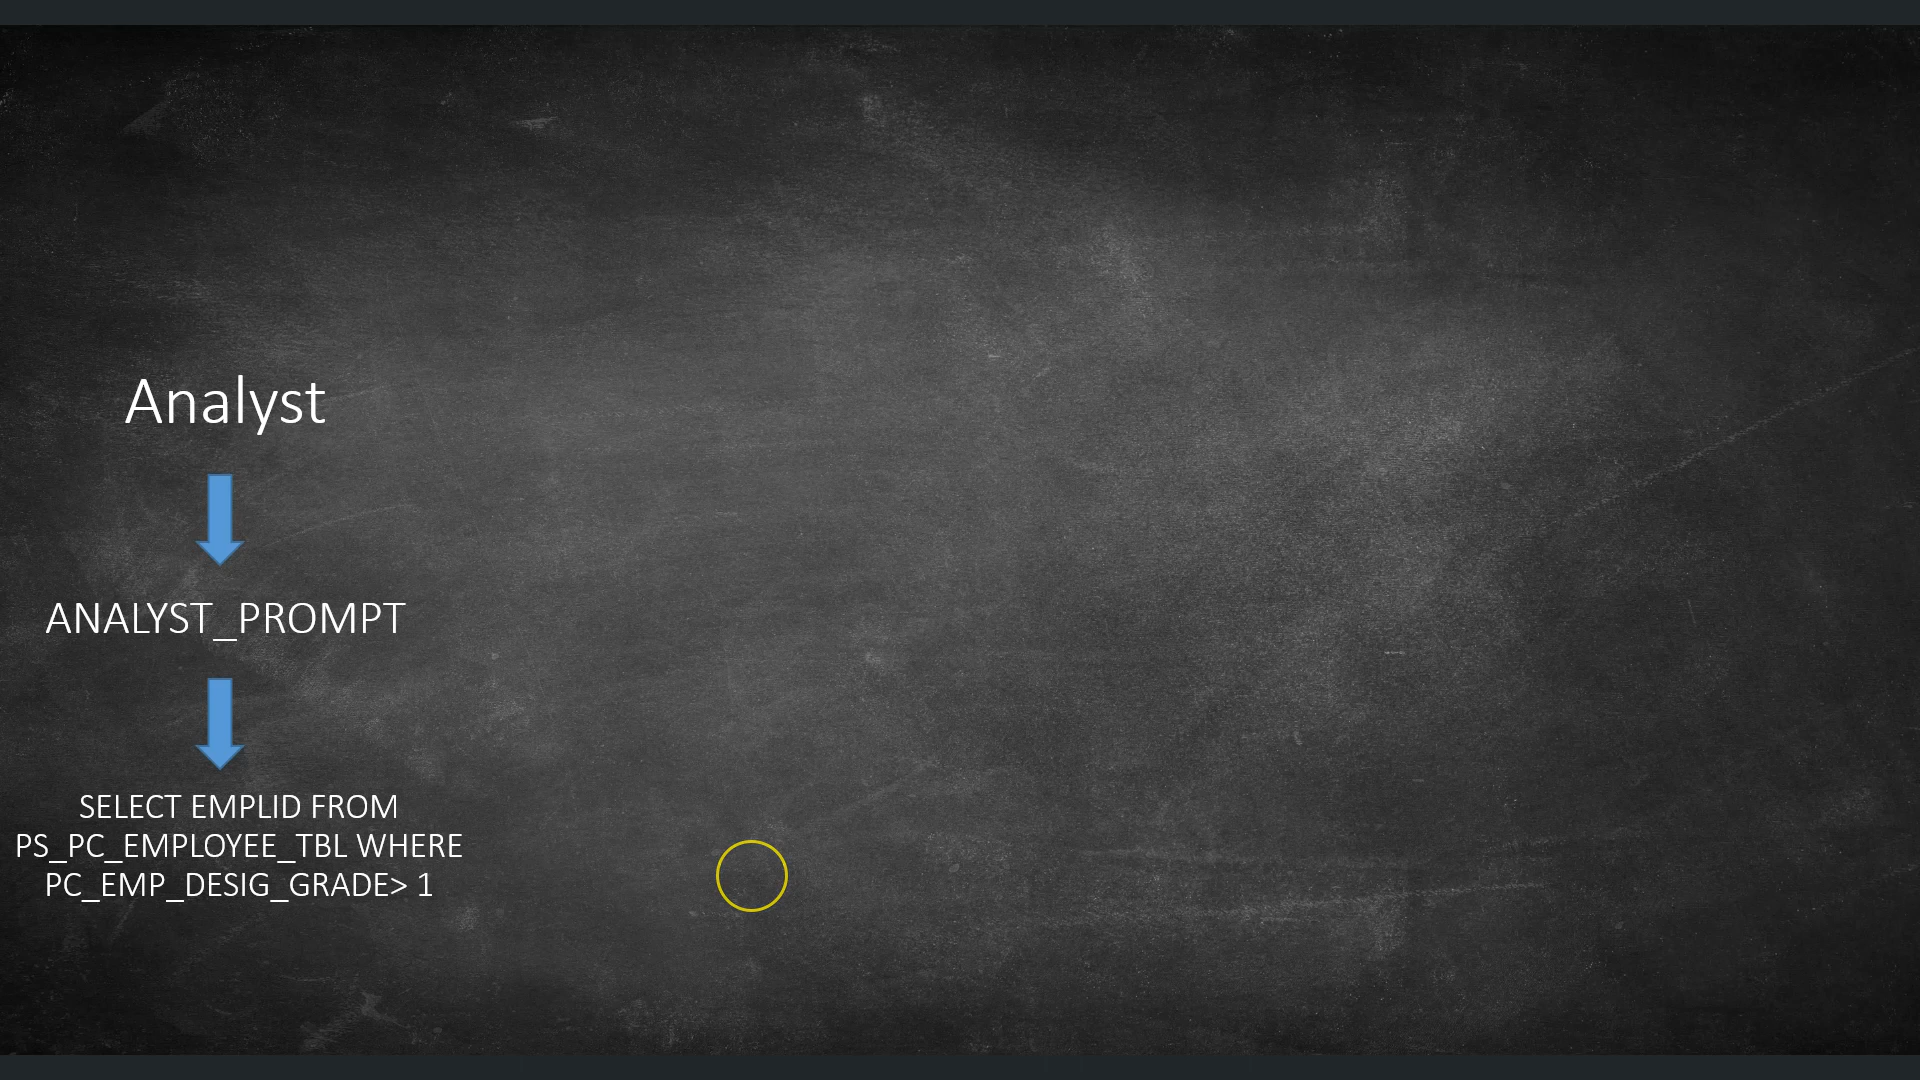 Analyst
ANALYST_PROMPT
SELECT EMPLID FROM
PS_PC_EMPLOYEE_TBL WHERE
PC_EMP_DESIG_GRADE> 1